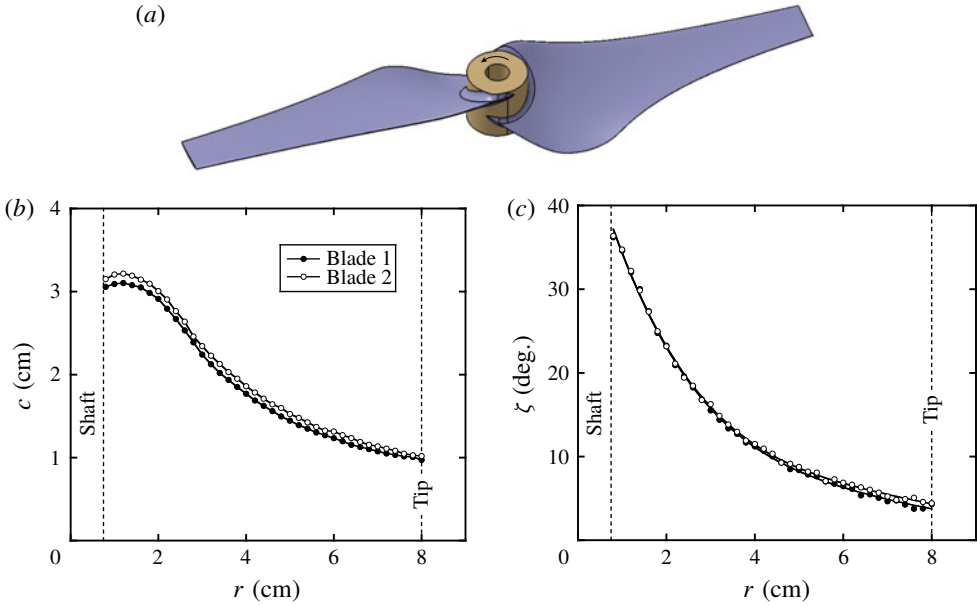 (a)
(b)
4
3
2
1
0
c (cm)
Shaft
Tip
Blade 1
Blade 2
2
4
6
8
r (cm)
(c)
40
30
20
10
0
ζ (deg.)
Shaft
Tip
2
4
6
8
r (cm)